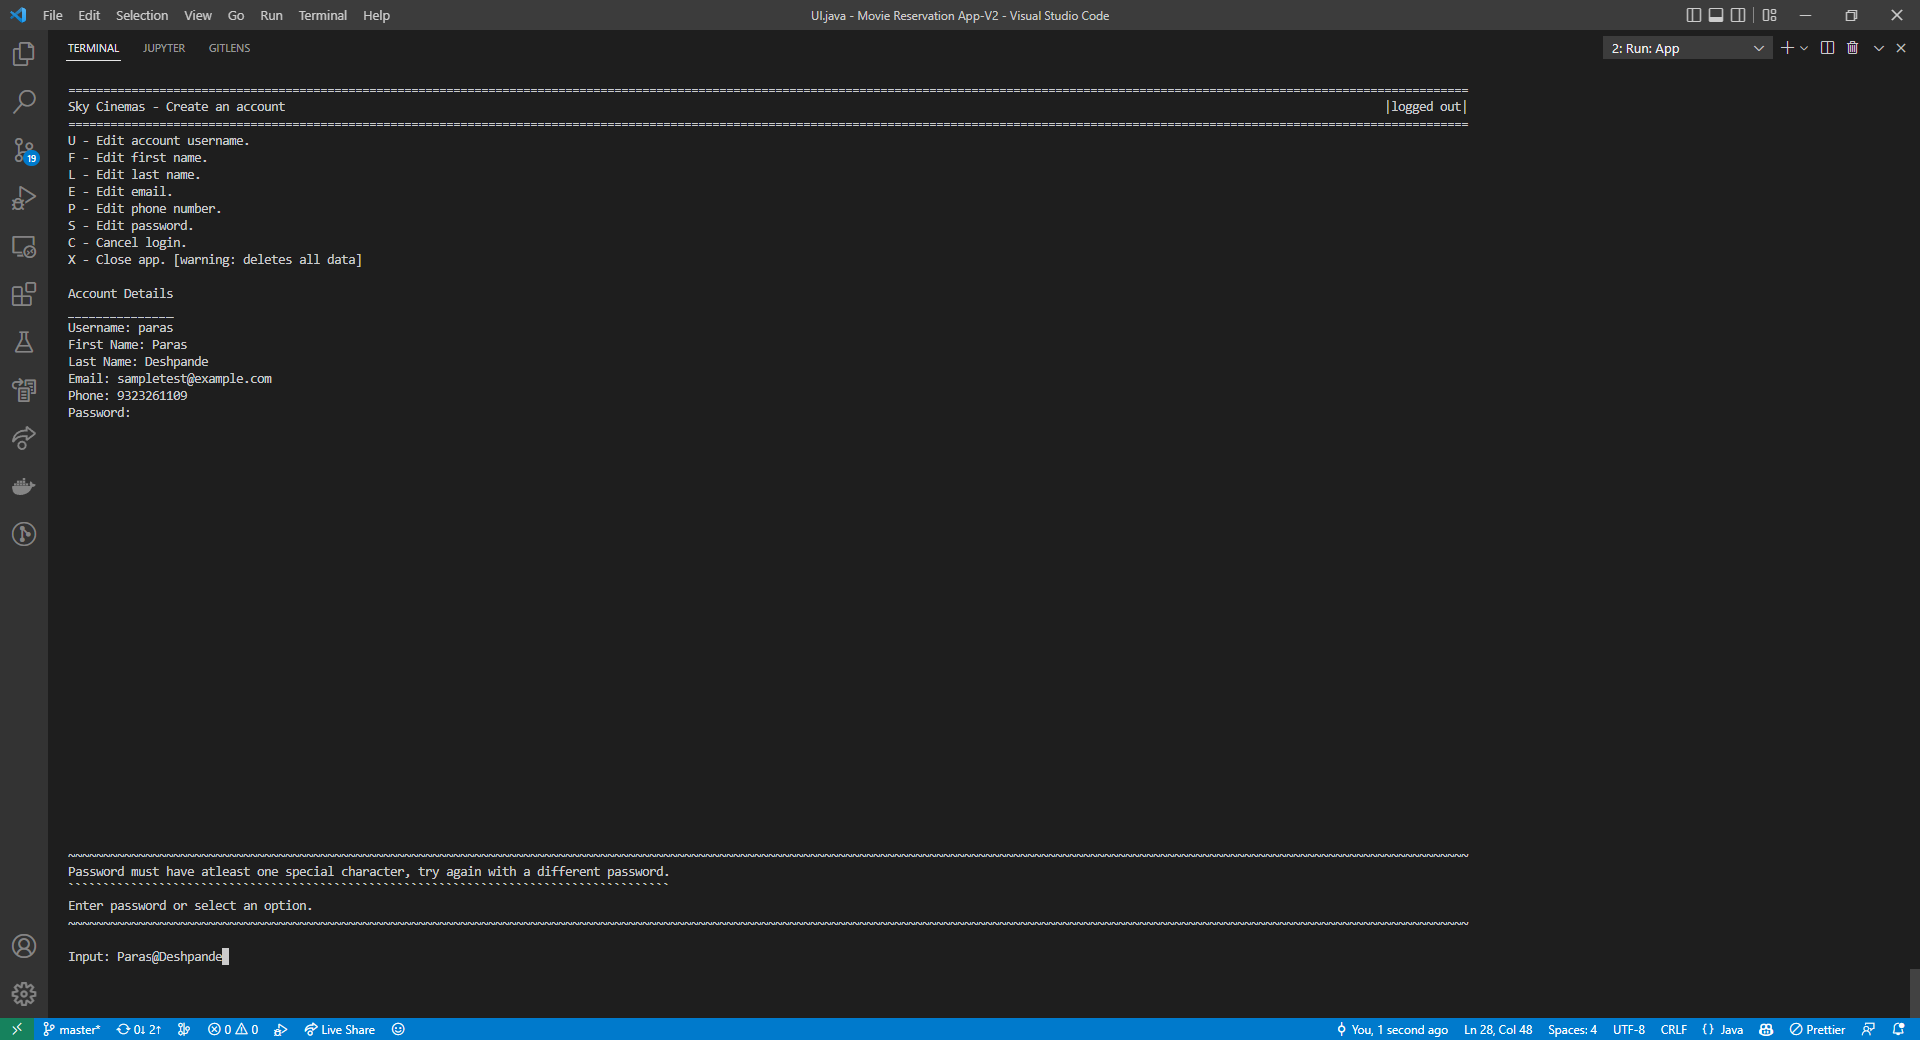 File Edit Selection View Go Run Terminal Help UI.java - Movie Reservation App-V2 - Visual Studio Code
TERMINAL JUPYTER GITLENS 2: Run: App
Sky Cinemas - Create an account |logged out|
U - Edit account username.
F - Edit first name.
L - Edit last name.
E - Edit email.
P - Edit phone number.
S - Edit password.
C - Cancel login.
X - Close app. [warning: deletes all data]
Account Details
_______________
Username: paras
First Name: Paras
Last Name: Deshpande
Email: sampletest@example.com
Phone: 9323261109
Password:
Password must have atleast one special character, try again with a different password.
Enter password or select an option.
Input: Paras@Deshpande
19
master* 0↓ 2↑ 0 0 Live Share You, 1 second ago Ln 28, Col 48 Spaces: 4 UTF-8 CRLF {} Java Prettier